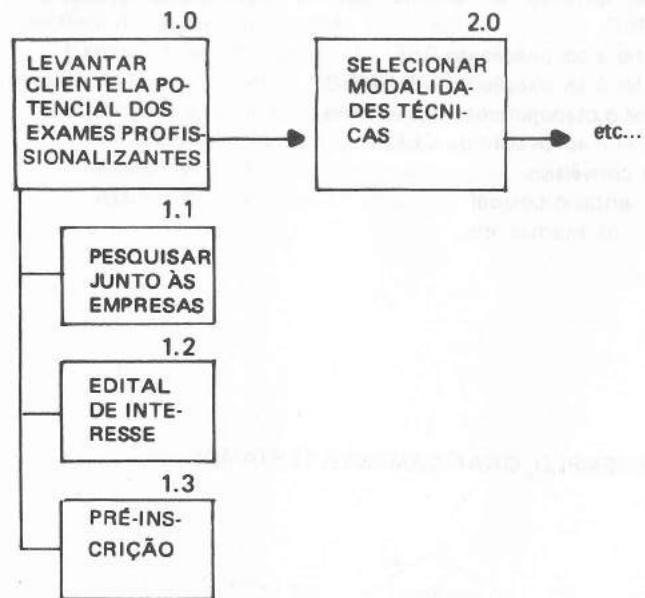 1.0
LEVANTAR
CLIENTELA PO-
TENCIAL DOS
EXAMES PROFIS-
SIONALIZANTES
2.0
SELECIONAR
MODALIDA-
DES TÉCNI-
CAS
etc...
1.1
PESQUISAR
JUNTO ÀS
EMPRESAS
1.2
EDITAL
DE INTE-
RESSE
1.3
PRÉ-INS-
CRIÇÃO